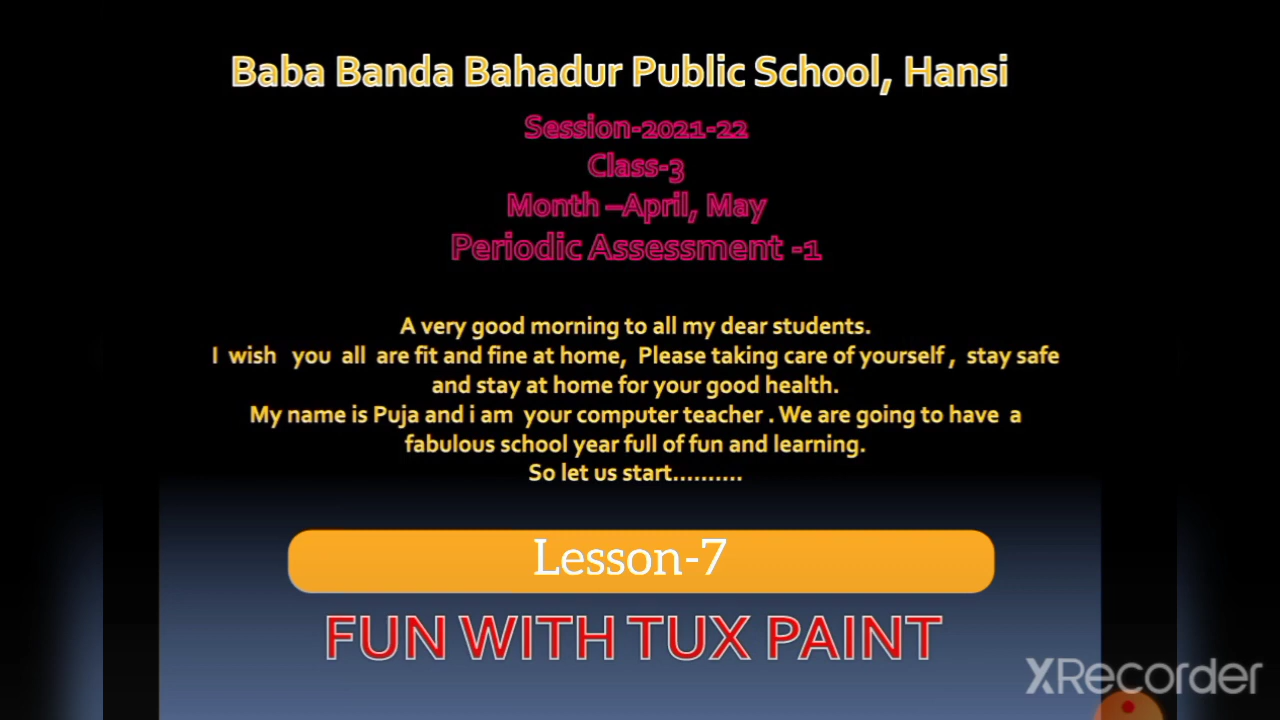 Baba Banda Bahadur Public School, Hansi
Session-2021-22
Class-3
Month –April, May
Periodic Assessment -1
A very good morning to all my dear students.
I wish you all are fit and fine at home, Please taking care of yourself , stay safe
and stay at home for your good health.
My name is Puja and i am your computer teacher . We are going to have a
fabulous school year full of fun and learning.
So let us start..........
Lesson-7
FUN WITH TUX PAINT
XRecorder